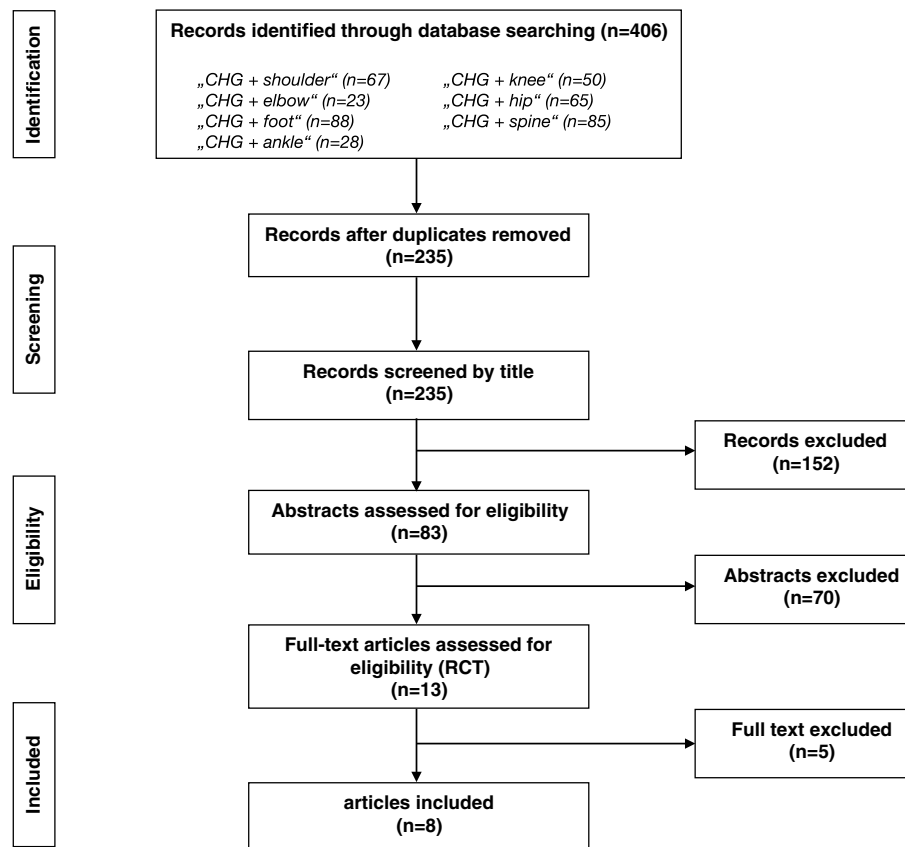 Identification
Records identified through database searching (n=406)
„CHG + shoulder“ (n=67)
„CHG + elbow“ (n=23)
„CHG + foot“ (n=88)
„CHG + ankle“ (n=28)
„CHG + knee“ (n=50)
„CHG + hip“ (n=65)
„CHG + spine“ (n=85)
Screening
Records after duplicates removed
(n=235)
Records screened by title
(n=235)
Records excluded
(n=152)
Eligibility
Abstracts assessed for eligibility
(n=83)
Abstracts excluded
(n=70)
Full-text articles assessed for
eligibility (RCT)
(n=13)
Included
Full text excluded
(n=5)
articles included
(n=8)